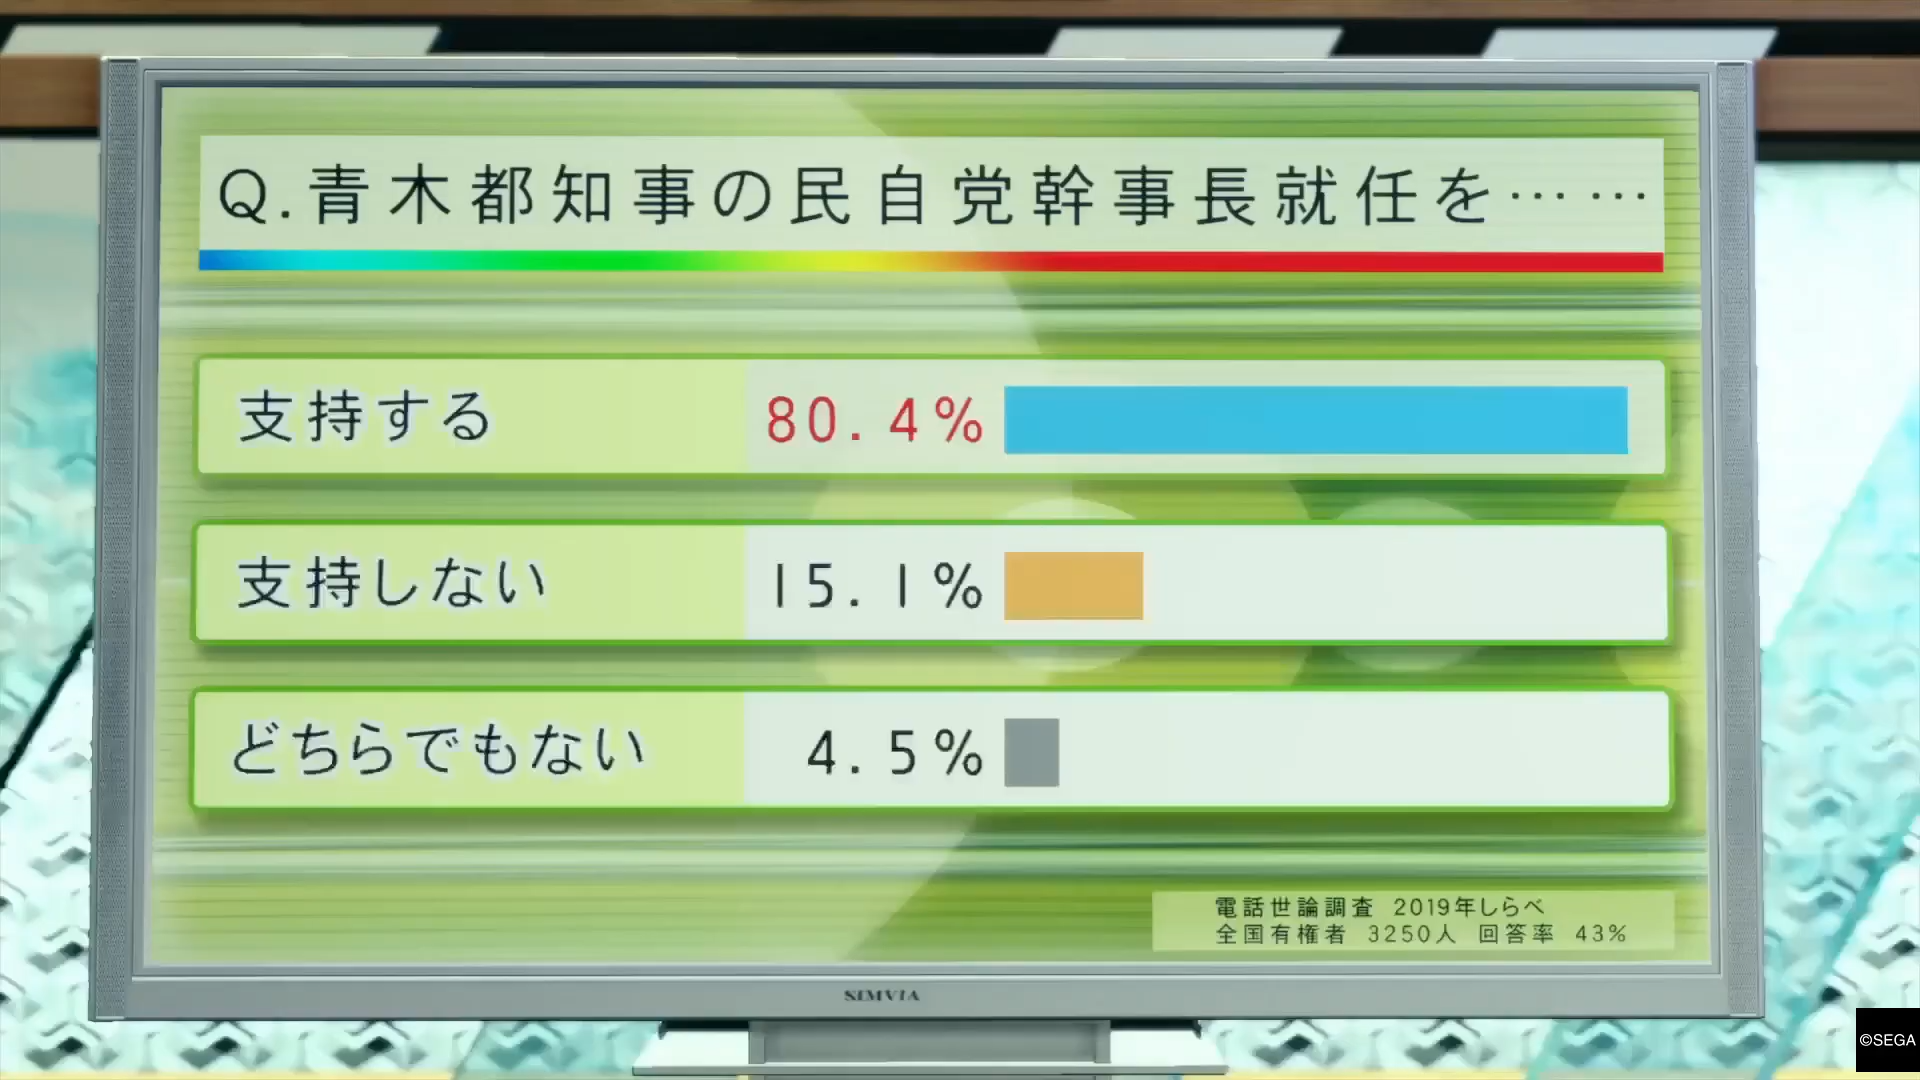 Q.青木都知事の民自党幹事長就任を……
支持する 80.4%
支持しない 15.1%
どちらでもない 4.5%
電話世論調査 2019年しらべ
全国有権者 3250人 回答率 43%
SIMVIA
©SEGA